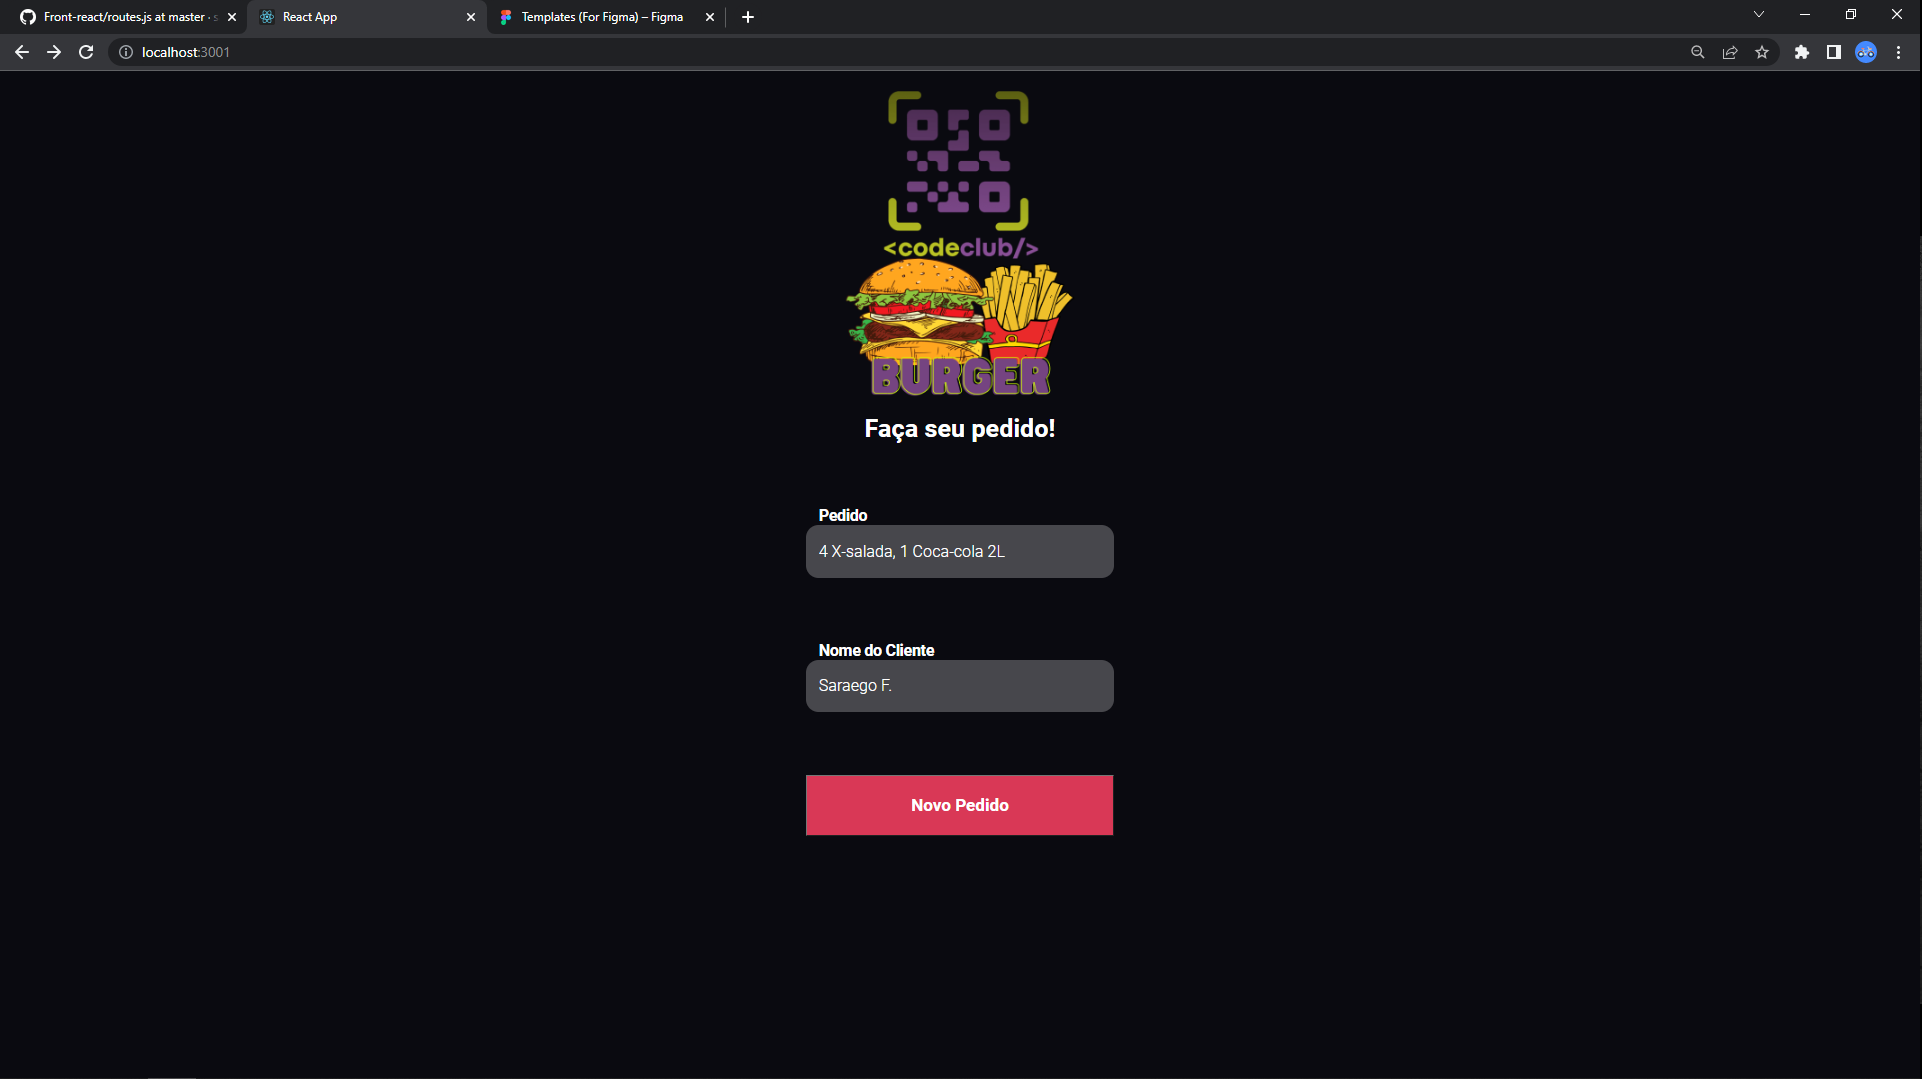 Front-react/routes.js at master ·
React App
Templates (For Figma) – Figma
localhost:3001
<codeclub/>
BURGER
Faça seu pedido!
Pedido
4 X-salada, 1 Coca-cola 2L
Nome do Cliente
Saraego F.
Novo Pedido